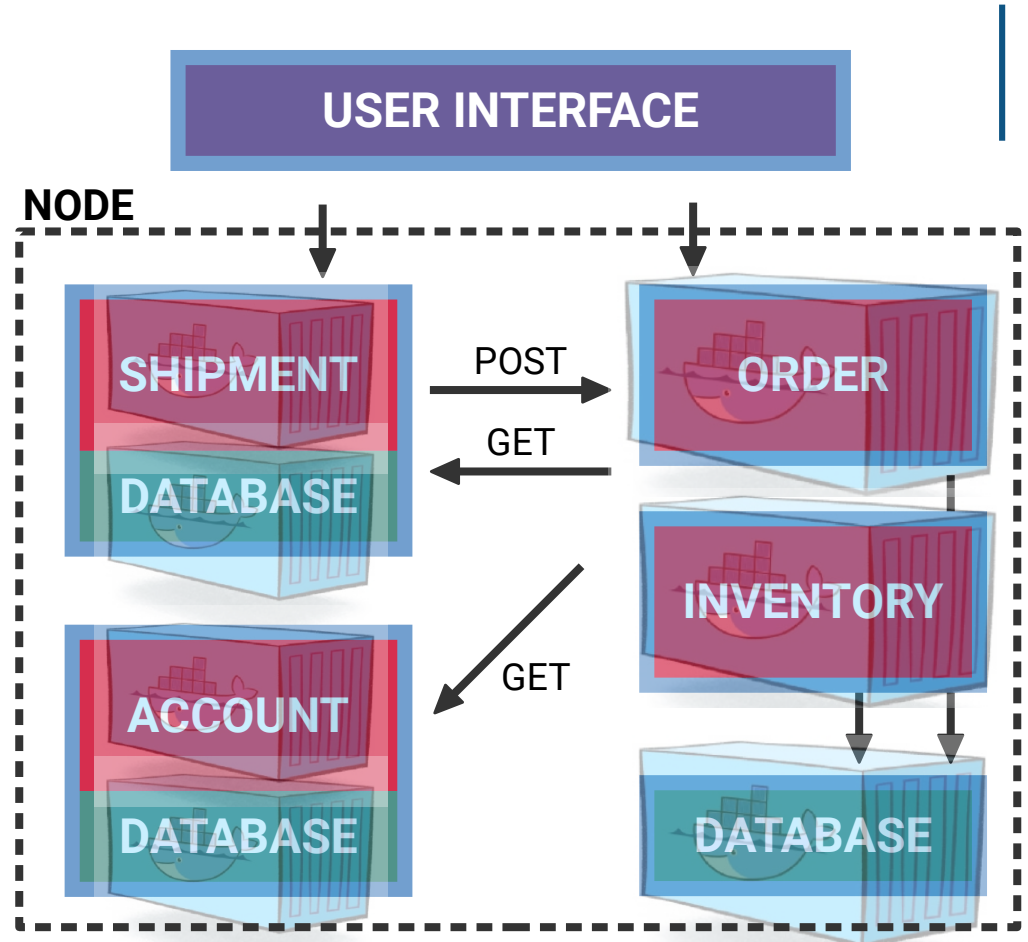 USER INTERFACE
NODE
SHIPMENT
POST
ORDER
GET
DATABASE
INVENTORY
GET
ACCOUNT
DATABASE
DATABASE